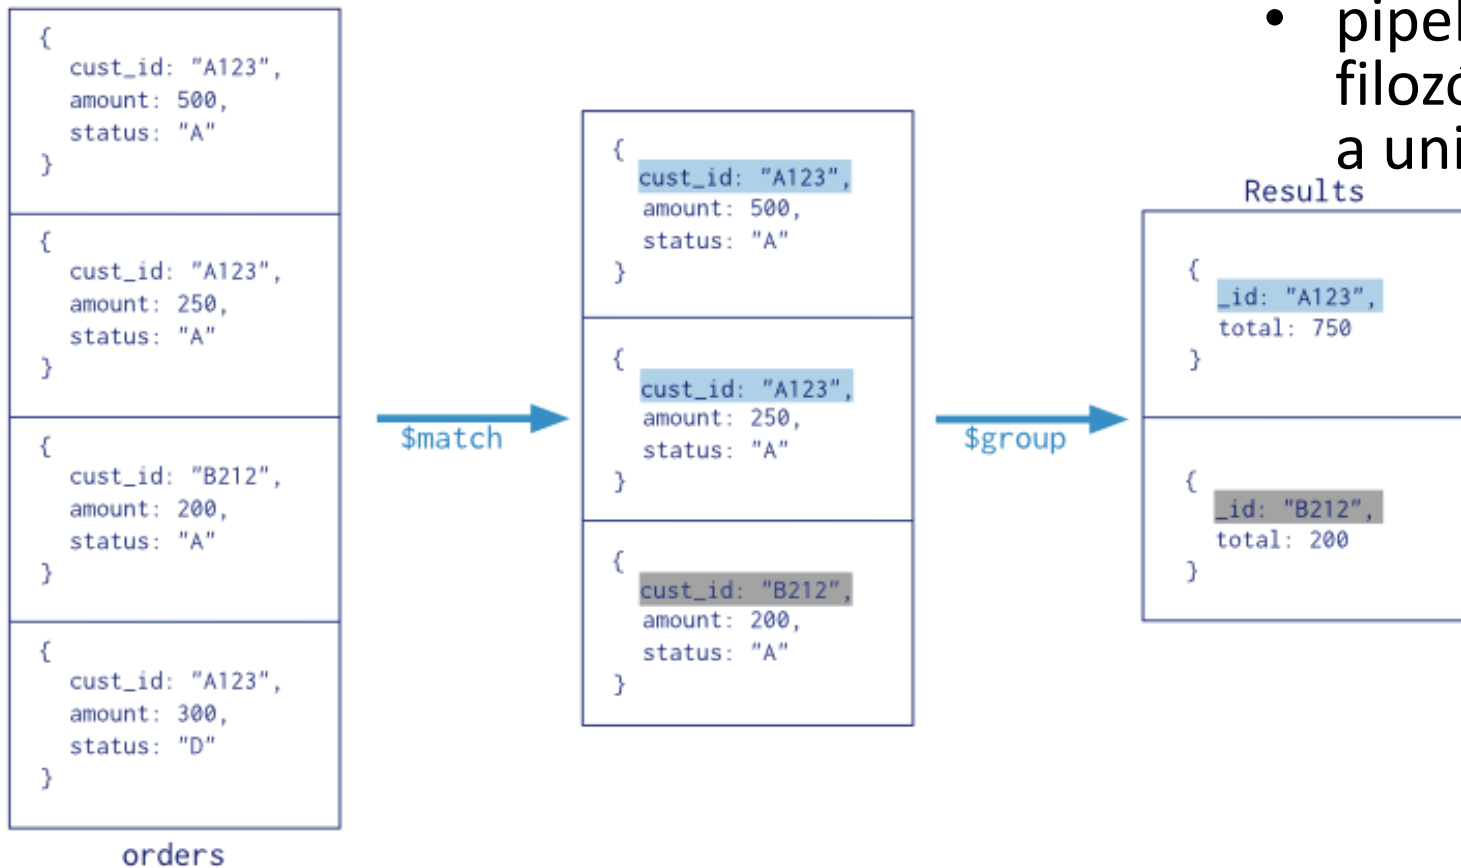 {
cust_id: "A123",
amount: 500,
status: "A"
}
{
cust_id: "A123",
amount: 250,
status: "A"
}
{
cust_id: "B212",
amount: 200,
status: "A"
}
{
cust_id: "A123",
amount: 300,
status: "D"
}
orders
$match
{
cust_id: "A123",
amount: 500,
status: "A"
}
{
cust_id: "A123",
amount: 250,
status: "A"
}
{
cust_id: "B212",
amount: 200,
status: "A"
}
$group
•
a
Results
{
_id: "A123",
total: 750
}
{
_id: "B212",
total: 200
}